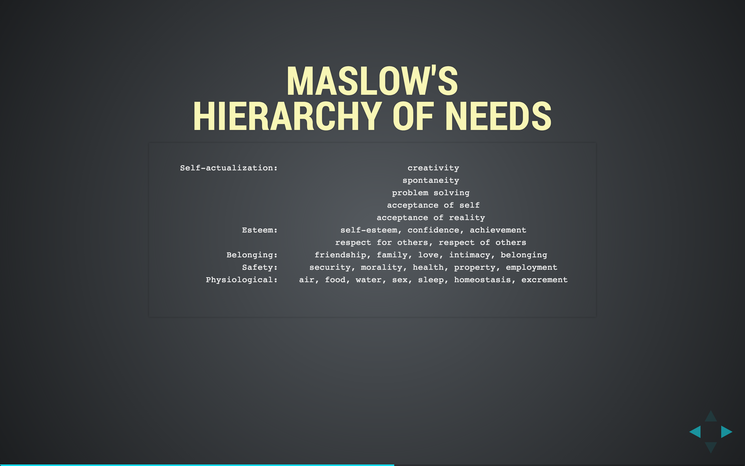 MASLOW'S
HIERARCHY OF NEEDS
Self-actualization: creativity
spontaneity
problem solving
acceptance of self
acceptance of reality
Esteem: self-esteem, confidence, achievement
respect for others, respect of others
Belonging: friendship, family, love, intimacy, belonging
Safety: security, morality, health, property, employment
Physiological: air, food, water, sex, sleep, homeostasis, excrement